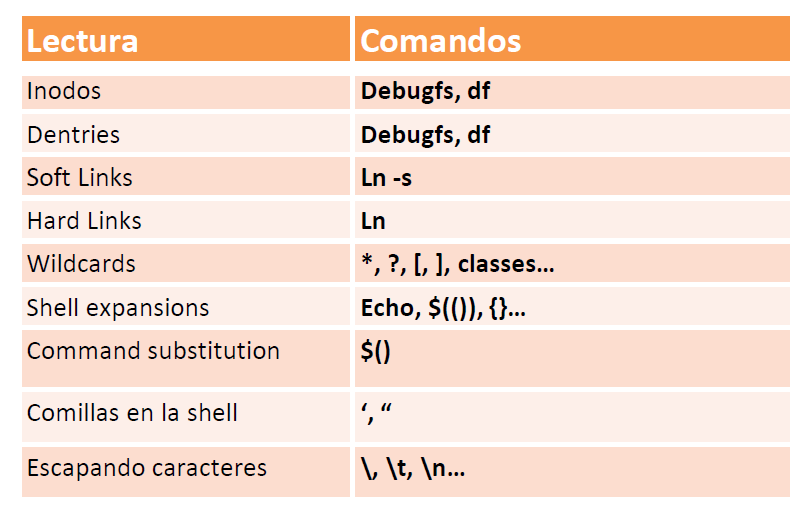 Lectura Comandos
Inodos Debugfs, df
Dentries Debugfs, df
Soft Links Ln -s
Hard Links Ln
Wildcards *, ?, [, ], classes…
Shell expansions Echo, $(()), {}…
Command substitution $()
Comillas en la shell ‘, “
Escapando caracteres \, \t, \n…